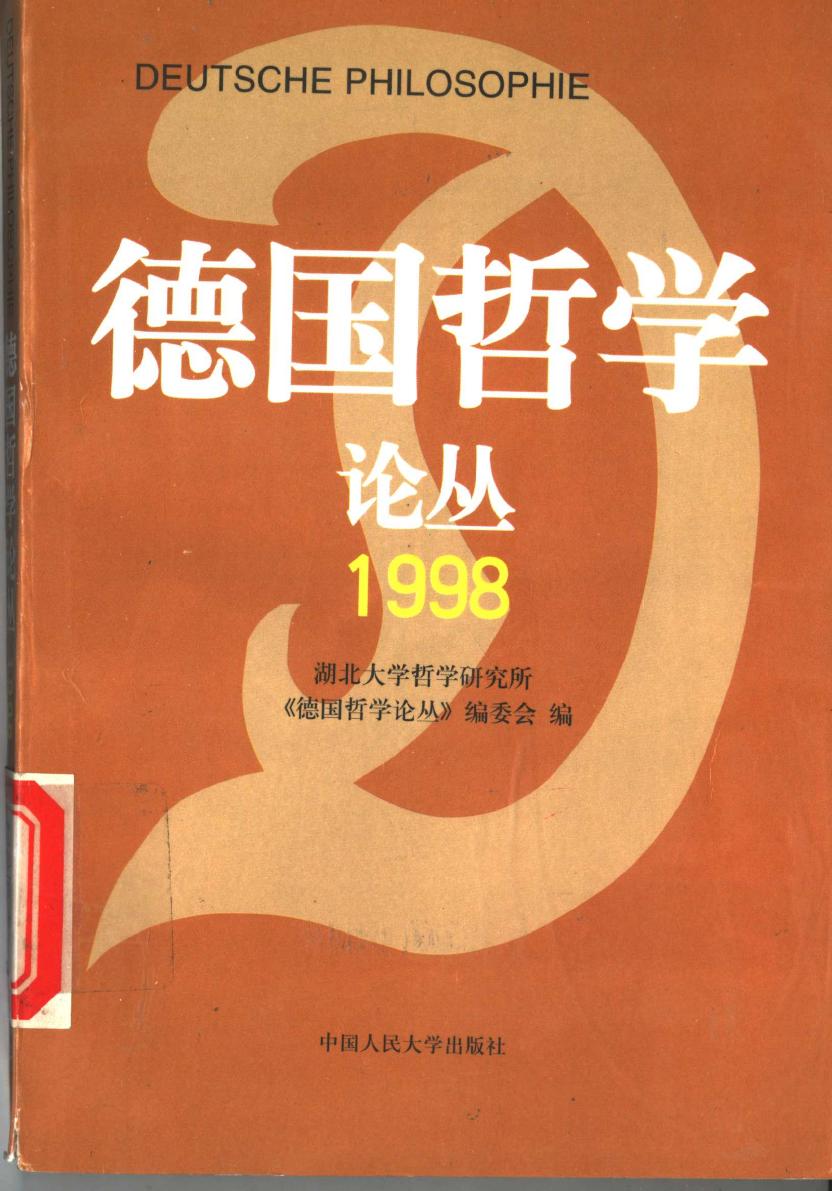 DEUTSCHE PHILOSOPHIE
德国哲学
论丛
1998
湖北大学哲学研究所
《德国哲学论丛》编委会 编
中国人民大学出版社